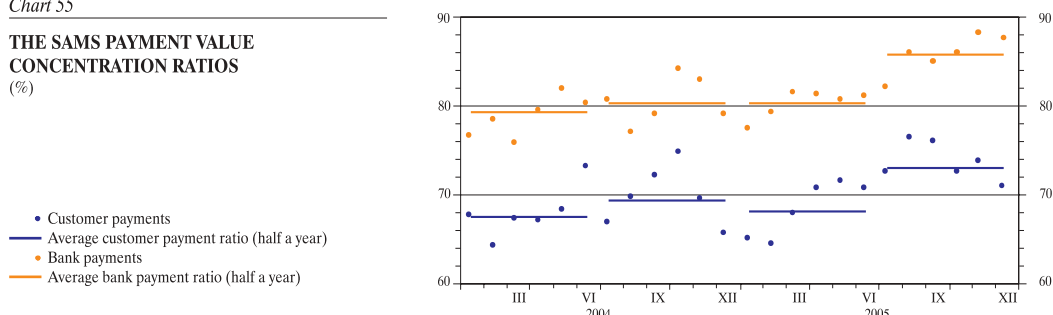 Chart 55
THE SAMS PAYMENT VALUE
CONCENTRATION RATIOS
(%)
Customer payments
Average customer payment ratio (half a year)
Bank payments
Average bank payment ratio (half a year)
90 90
80 80
70 70
60 60
III VI IX XII III VI IX XII
2004 2005